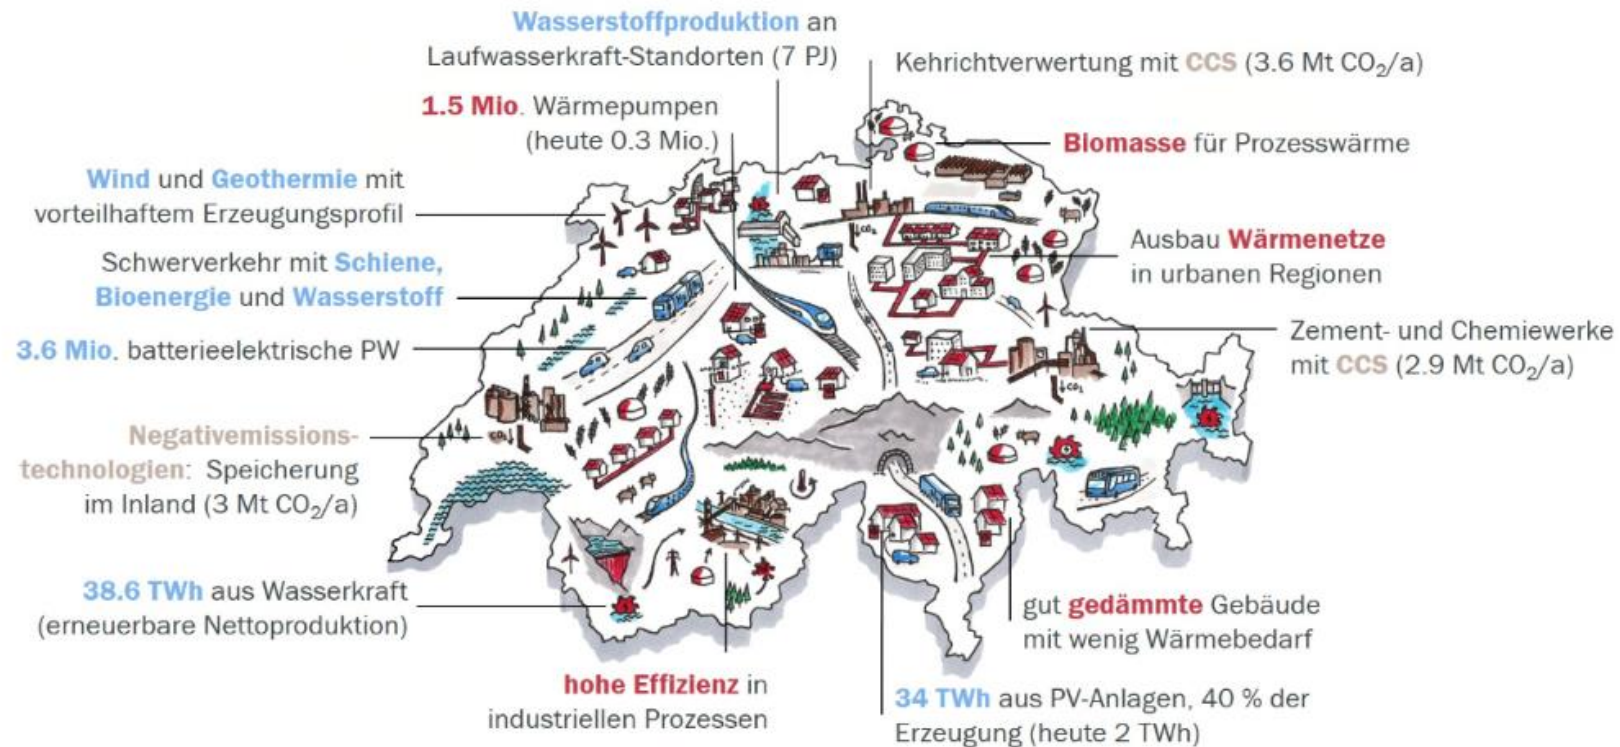 Wasserstoffproduktion an
Laufwasserkraft-Standorten (7 PJ)
Kehrichtverwertung mit CCS (3.6 Mt CO₂/a)
1.5 Mio. Wärmepumpen
(heute 0.3 Mio.)
Biomasse für Prozesswärme
Wind und Geothermie mit
vorteilhaftem Erzeugungsprofil
Ausbau Wärmenetze
in urbanen Regionen
Schwerverkehr mit Schiene,
Bioenergie und Wasserstoff
3.6 Mio. batterieelektrische PW
Zement- und Chemiewerke
mit CCS (2.9 Mt CO₂/a)
Negativemissions-
technologien: Speicherung
im Inland (3 Mt CO₂/a)
38.6 TWh aus Wasserkraft
(erneuerbare Nettoproduktion)
gut gedämmte Gebäude
mit wenig Wärmebedarf
hohe Effizienz in
industriellen Prozessen
34 TWh aus PV-Anlagen, 40 % der
Erzeugung (heute 2 TWh)
CO₂
CO₂
CO₂